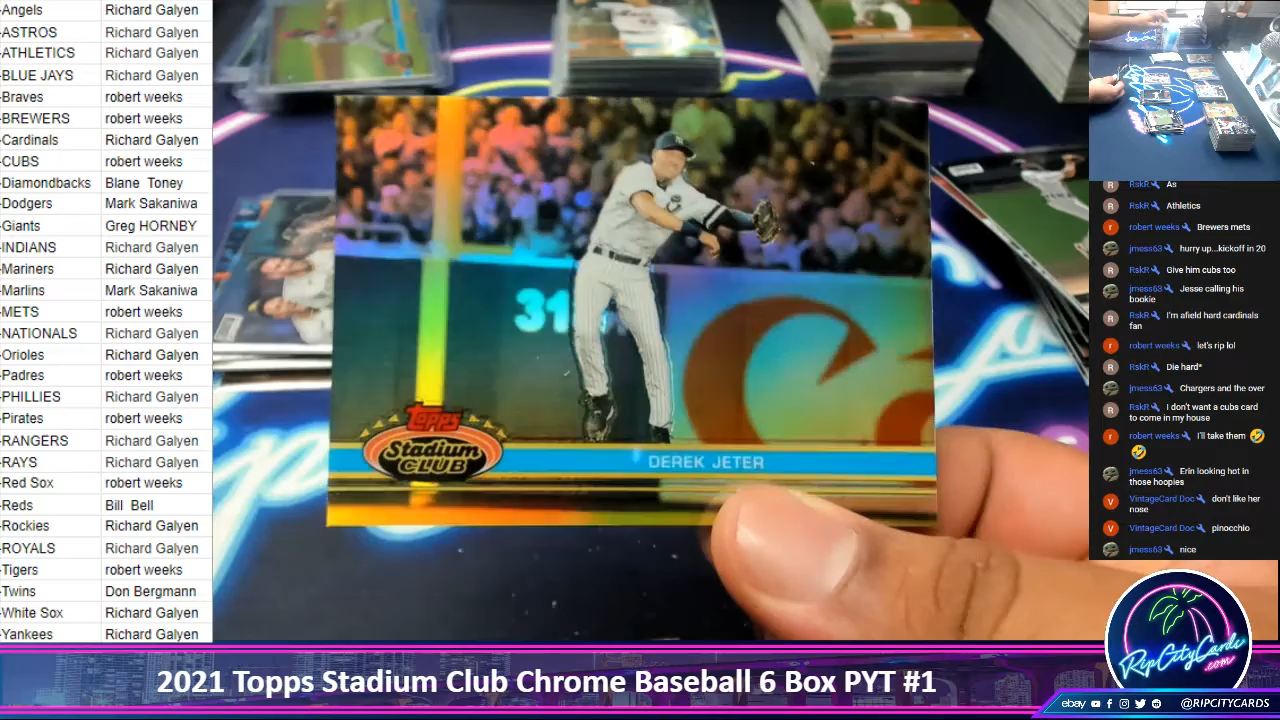 -Angels Richard Galyen
-ASTROS Richard Galyen
-ATHLETICS Richard Galyen
-BLUE JAYS Richard Galyen
-Braves robert weeks
-BREWERS robert weeks
-Cardinals Richard Galyen
-CUBS robert weeks
-Diamondbacks Blane Toney
-Dodgers Mark Sakaniwa
-Giants Greg HORNBY
-INDIANS Richard Galyen
-Mariners Richard Galyen
-Marlins Mark Sakaniwa
-METS robert weeks
-NATIONALS Richard Galyen
-Orioles Richard Galyen
-Padres robert weeks
-PHILLIES Richard Galyen
-Pirates robert weeks
-RANGERS Richard Galyen
-RAYS Richard Galyen
-Red Sox robert weeks
-Reds Bill Bell
-Rockies Richard Galyen
-ROYALS Richard Galyen
-Tigers robert weeks
-Twins Don Bergmann
-White Sox Richard Galyen
-Yankees Richard Galyen
31
Topps
Stadium
CLUB
DEREK JETER
R RskR As
R RskR Athletics
r robert weeks Brewers mets
jmess63 hurry up...kickoff in 20
R RskR Give him cubs too
jmess63 Jesse calling his
bookie
R RskR I'm afield hard cardinals
fan
r robert weeks let's rip lol
R RskR Die hard*
jmess63 Chargers and the over
R RskR I don't want a cubs card
to come in my house
r robert weeks I'll take them 🤣
🤣
jmess63 Erin looking hot in
those hoopies
V VintageCard Doc don't like her
nose
V VintageCard Doc pinocchio
jmess63 nice
RipCityCards
.com
2021 Topps Stadium Club Chrome Baseball 6 Box PYT #1
ebay @RIPCITYCARDS